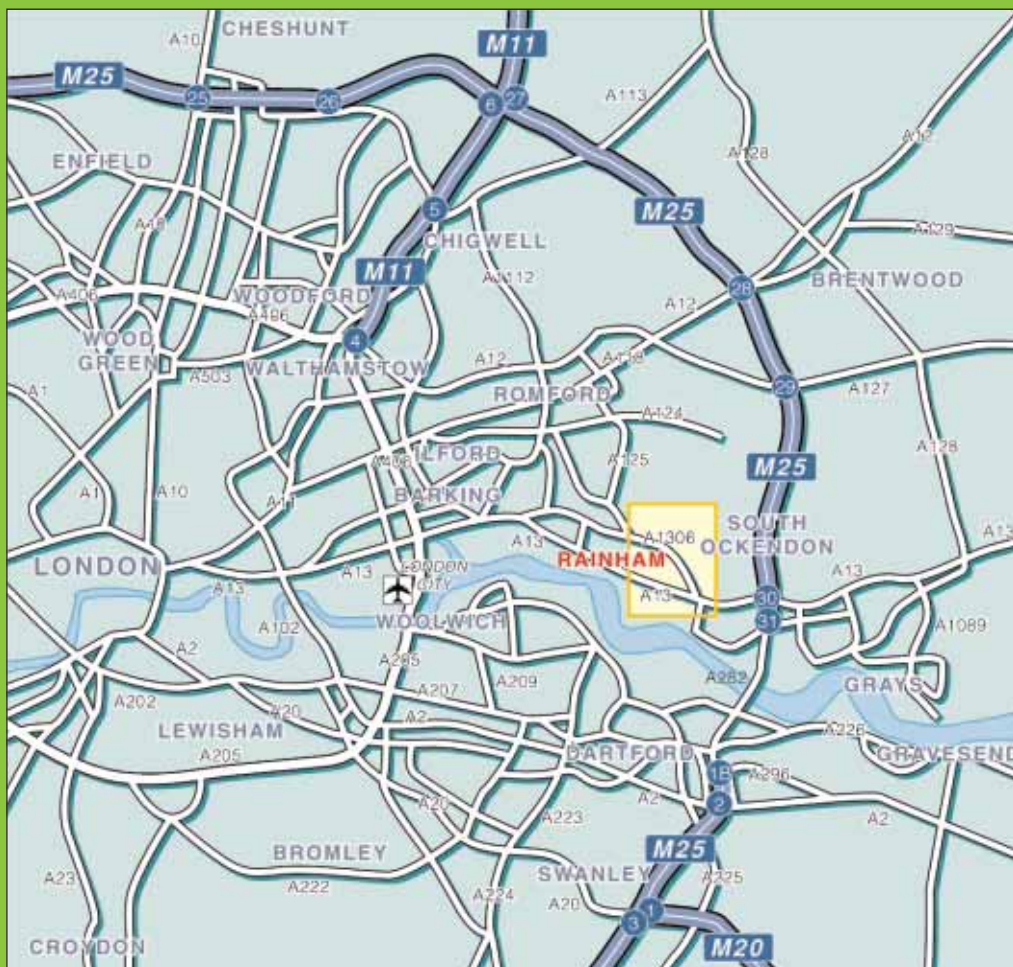 CHESHUNT
A10
M11
M25
25
26
6
27
A113
A12
A128
ENFIELD
M25
5
A10
CHIGWELL
A129
M11
A1112
BRENTWOOD
28
A406
WOODFORD
A12
A406
4
WOOD
GREEN
WALTHAMSTOW
A12
A118
A503
29
A127
A1
ROMFORD
A124
A128
ILFORD
A406
A125
M25
A1
A10
A11
BARKING
SOUTH
OCKENDON
A13
A13
A1306
LONDON
RAINHAM
A13
LONDON
CITY
A13
A13
A13
30
WOOLWICH
31
A102
A1089
A2
A205
A282
A209
GRAYS
A202
A207
A20
A2
LEWISHAM
A226
A205
DARTFORD
GRAVESEND
1B
A296
A2
A20
2
A2
A223
M25
BROMLEY
SWANLEY
A23
A222
A225
A224
A20
1
3
CROYDON
M20